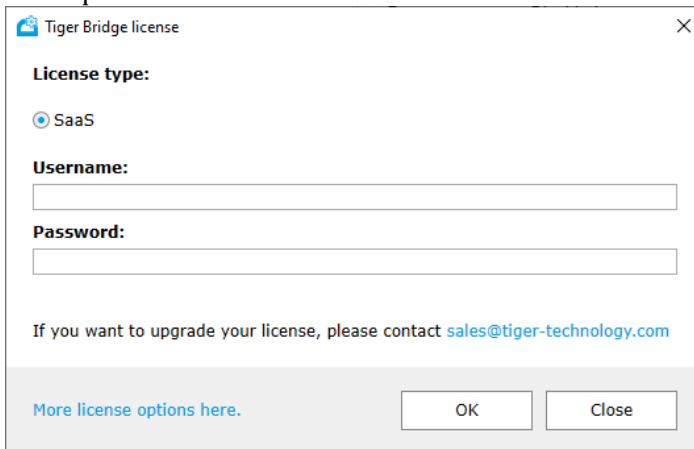 Tiger Bridge license
License type:
SaaS
Username:
Password:
If you want to upgrade your license, please contact sales@tiger-technology.com
More license options here.
OK
Close